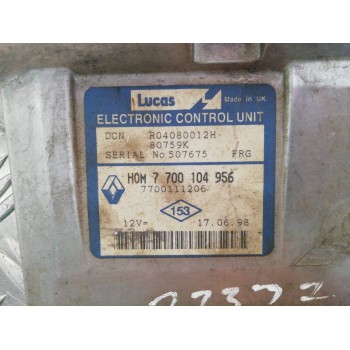 Lucas Made in UK
ELECTRONIC CONTROL UNIT
DCN R04080012H
80759K
SERIAL No.507675 FRG
HOM 7 700 104 956
7700111206
153
12V= 17.06.98